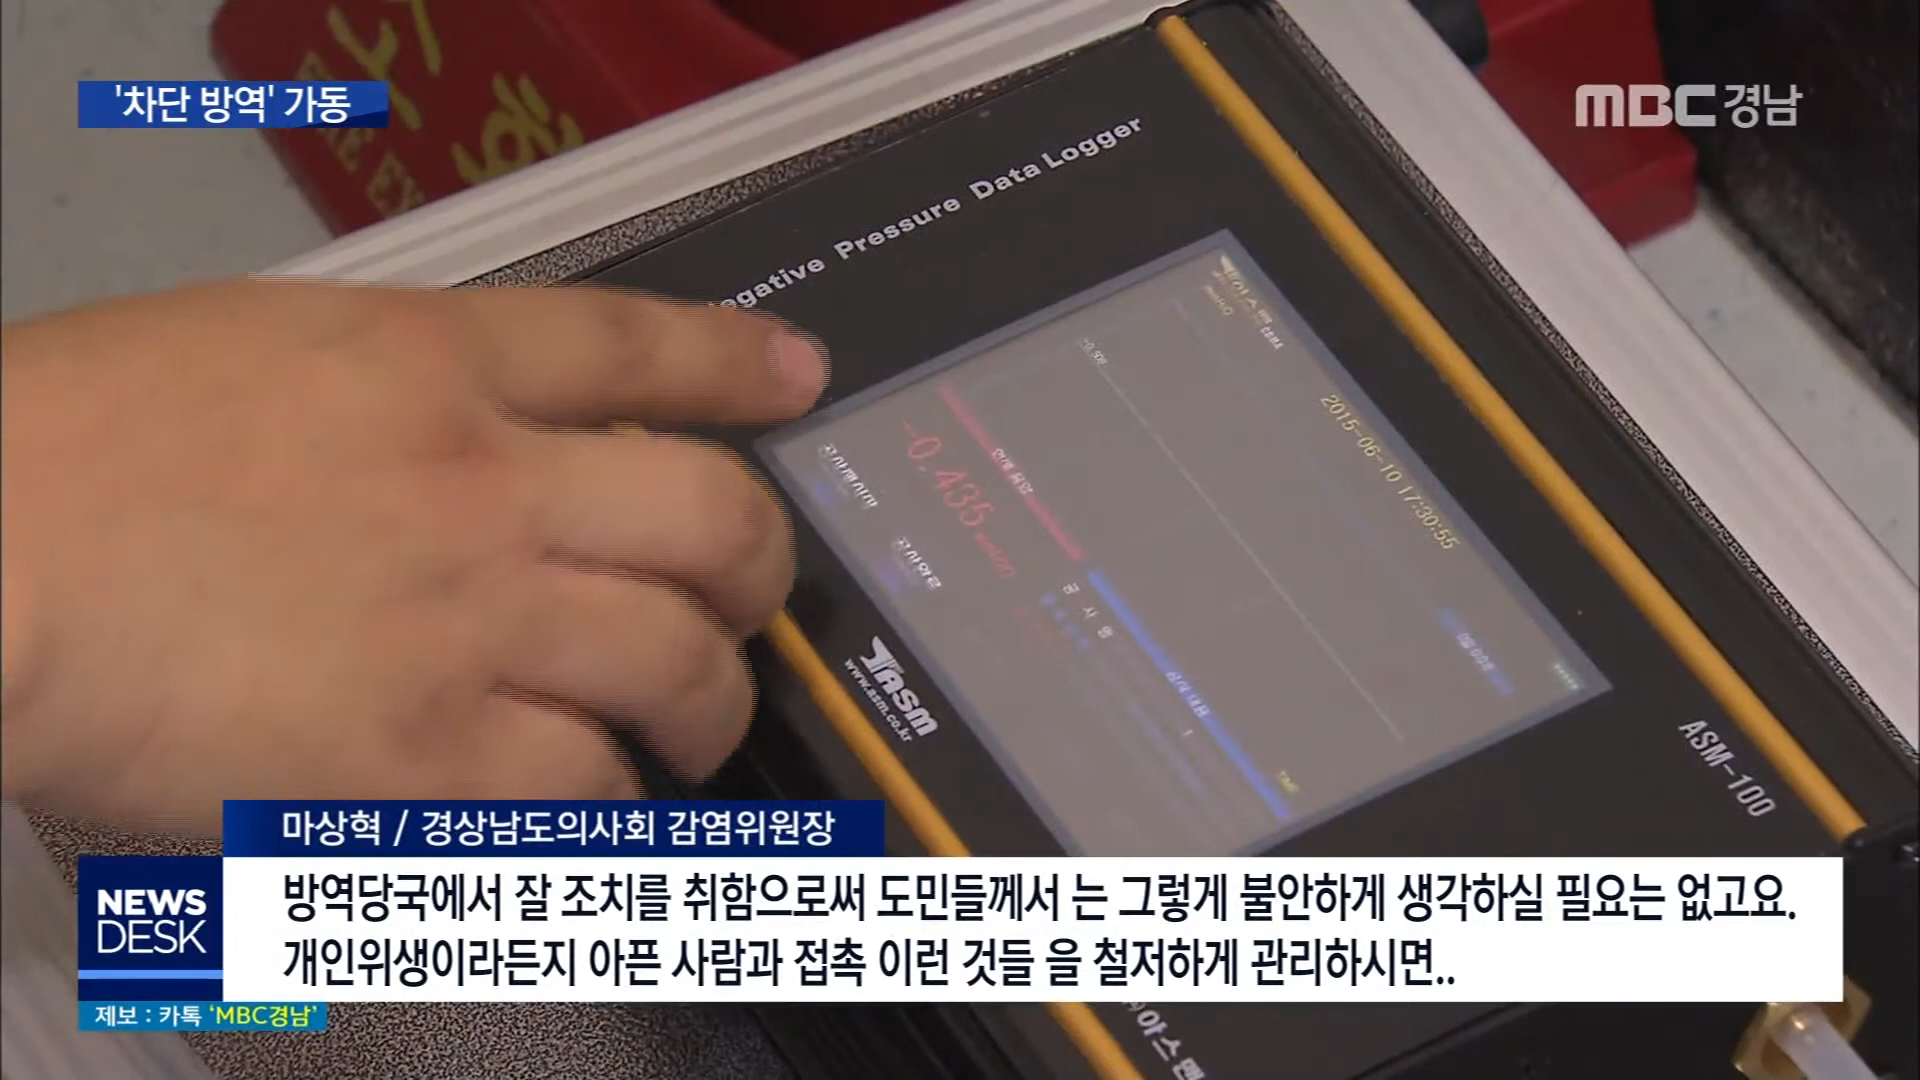 '차단 방역' 가동
MBC경남
Pressure Data Logger
2015-06-10 17:30:55
-0.435
공 사 명
TIME
ASM
www.asm.co.kr
ASM-100
마상혁 / 경상남도의사회 감염위원장
NEWS
DESK
방역당국에서 잘 조치를 취함으로써 도민들께서 는 그렇게 불안하게 생각하실 필요는 없고요.
개인위생이라든지 아픈 사람과 접촉 이런 것들 을 철저하게 관리하시면..
제보 : 카톡 ‘MBC경남’